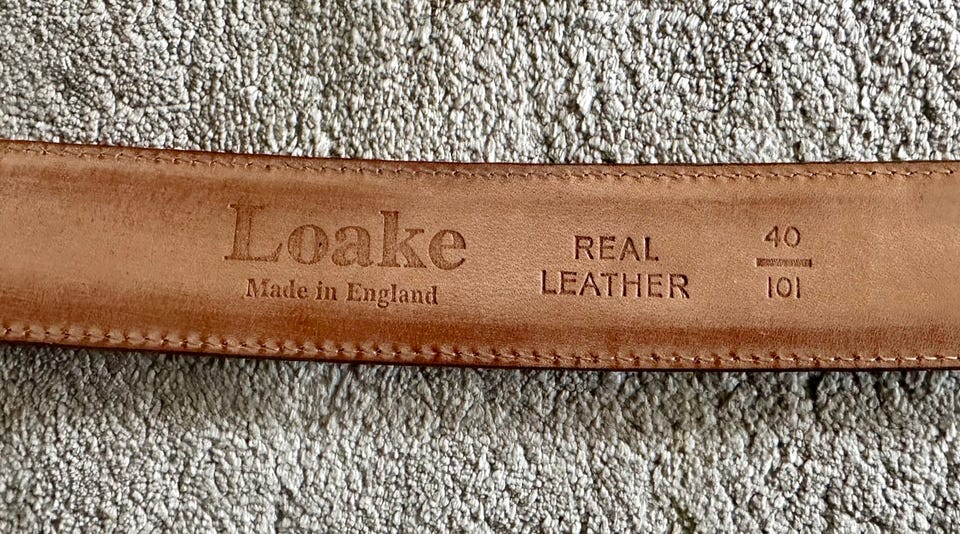 Loake
Made in England
REAL
LEATHER
40
101